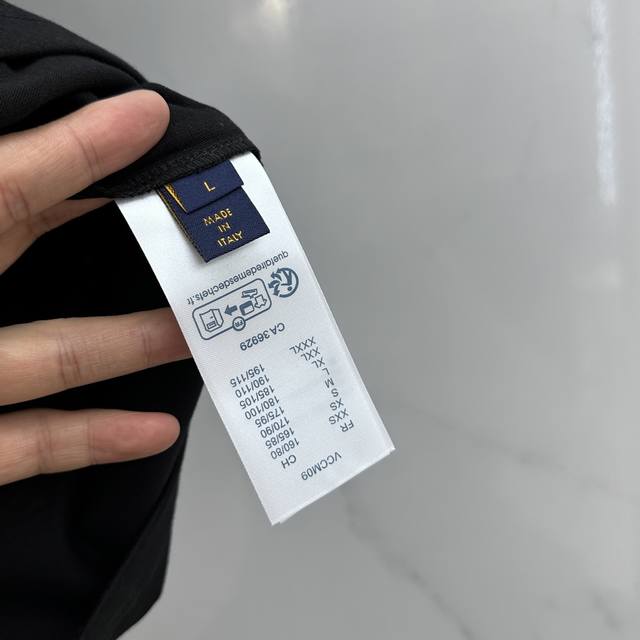 L
MADE
IN
ITALY
VCCM09
FR CH
XXS 160/80
XS 165/85
S 170/90
M 175/95
L 180/100
XL 185/105
XXL 190/110
XXXL 195/115
CA 36929
quefairedemesdechets.fr